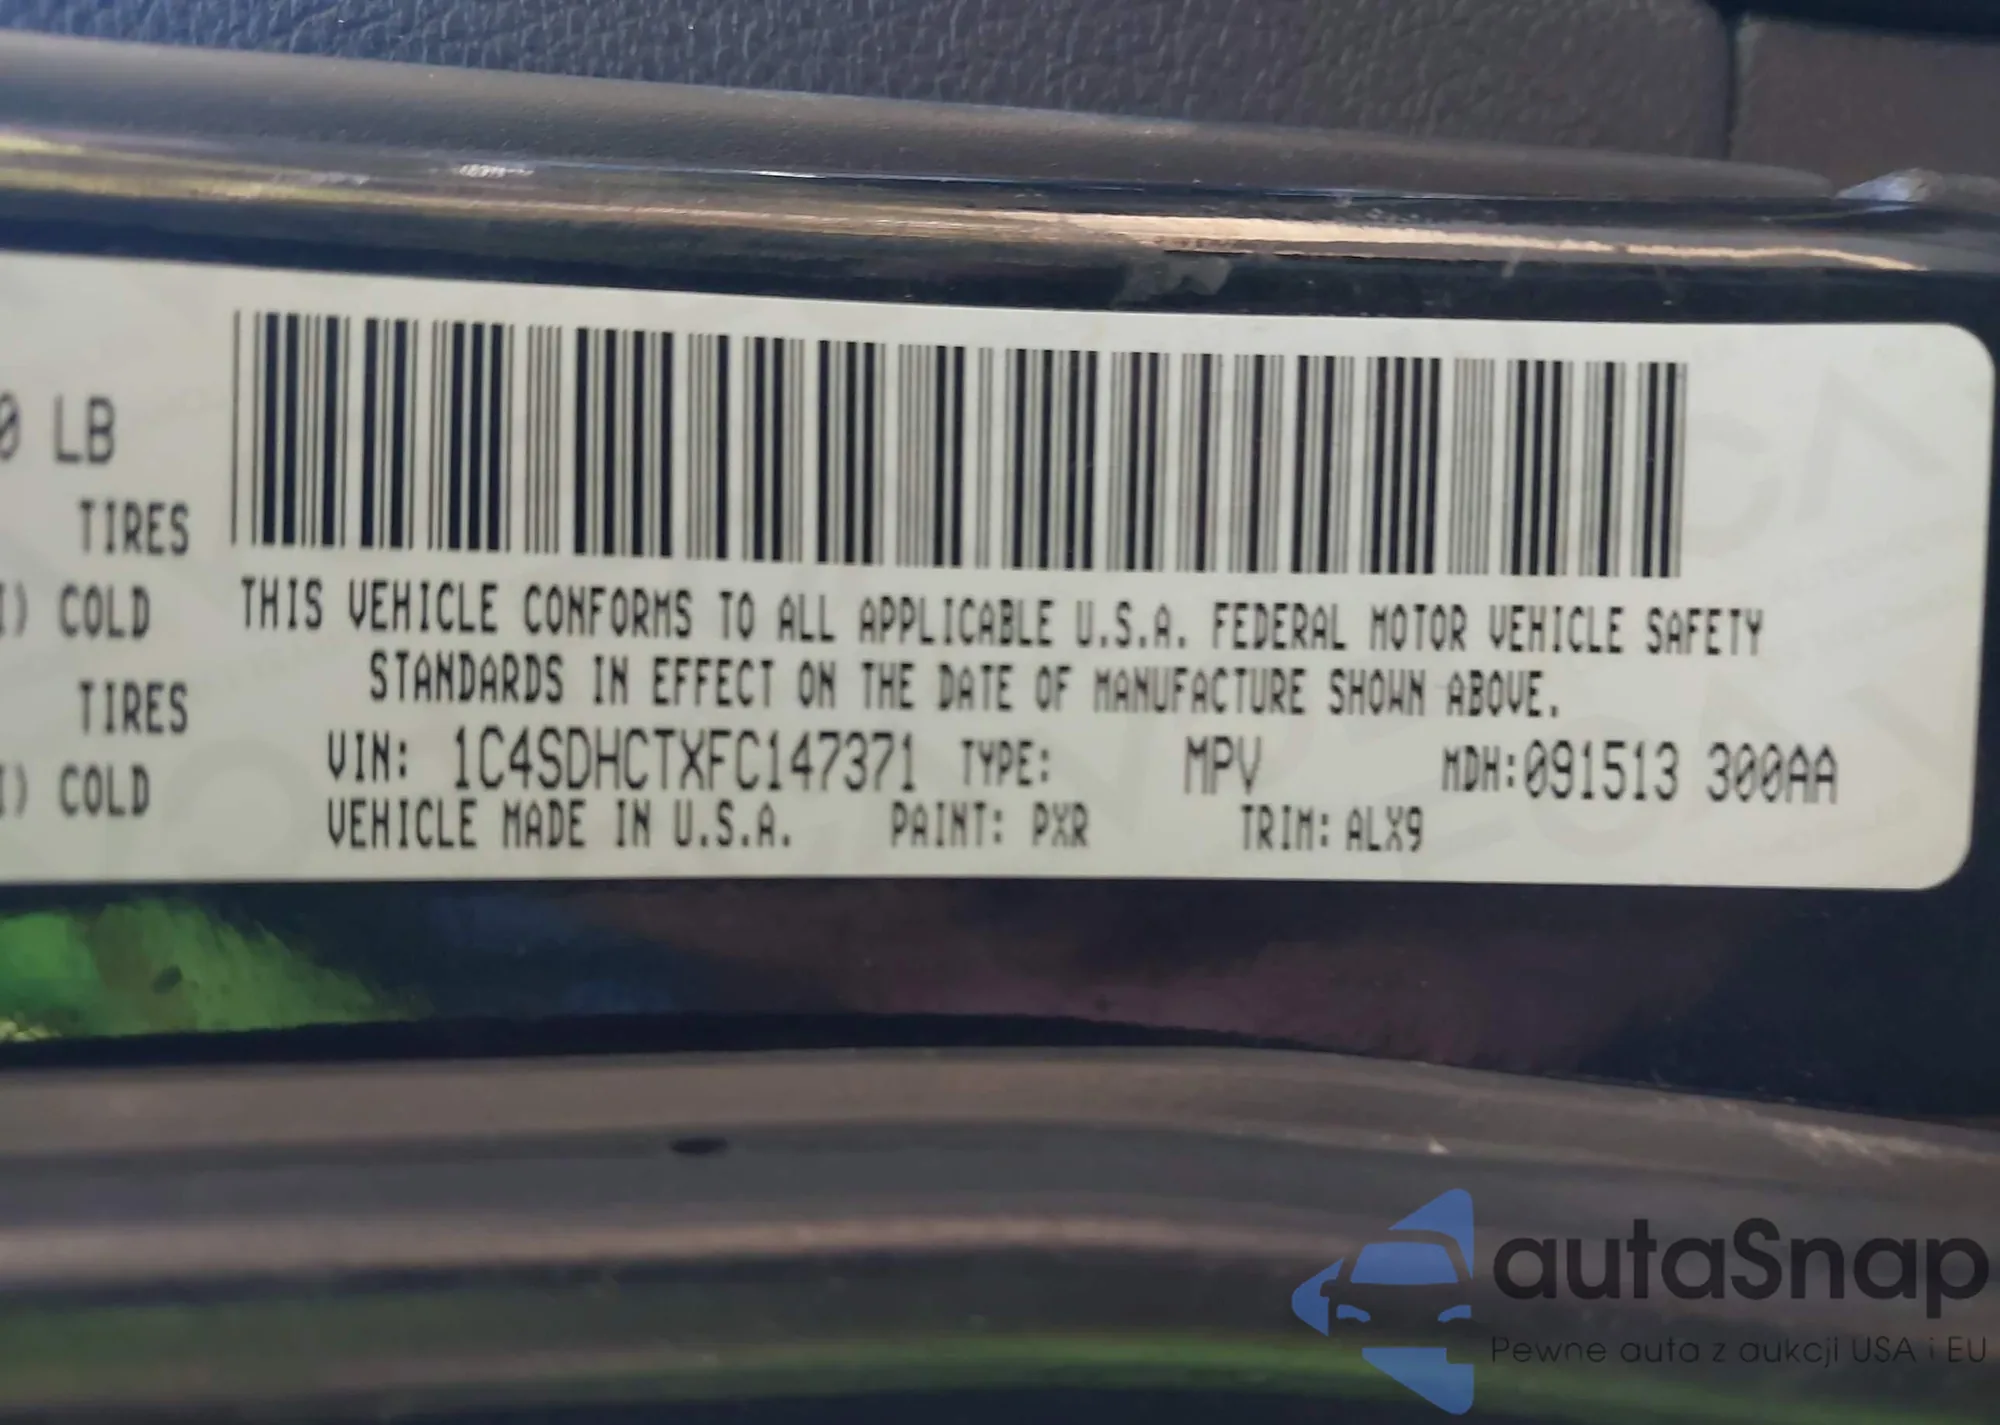 0 LB
TIRES
I) COLD
TIRES
I) COLD
THIS VEHICLE CONFORMS TO ALL APPLICABLE U.S.A. FEDERAL MOTOR VEHICLE SAFETY
STANDARDS IN EFFECT ON THE DATE OF MANUFACTURE SHOWN ABOVE.
VIN: 1C4SDHCTXFC147371 TYPE: MPV MDH:091513 300AA
VEHICLE MADE IN U.S.A. PAINT: PXR TRIM: ALX9
autaSnap
Pewne auta z aukcji USA i EU